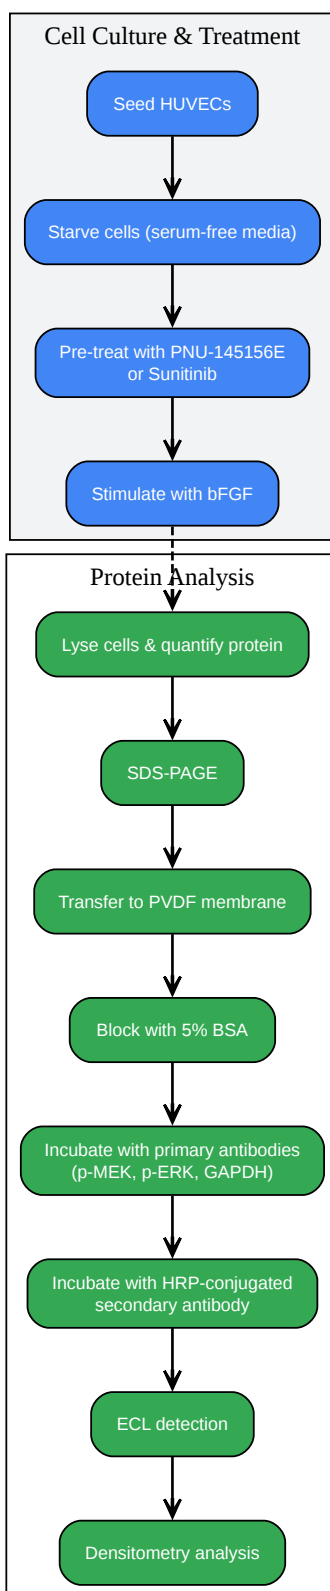 Cell Culture & Treatment
Seed HUVECs
Starve cells (serum-free media)
Pre-treat with PNU-145156E
or Sunitinib
Stimulate with bFGF
Protein Analysis
Lyse cells & quantify protein
SDS-PAGE
Transfer to PVDF membrane
Block with 5% BSA
Incubate with primary antibodies
(p-MEK, p-ERK, GAPDH)
Incubate with HRP-conjugated
secondary antibody
ECL detection
Densitometry analysis